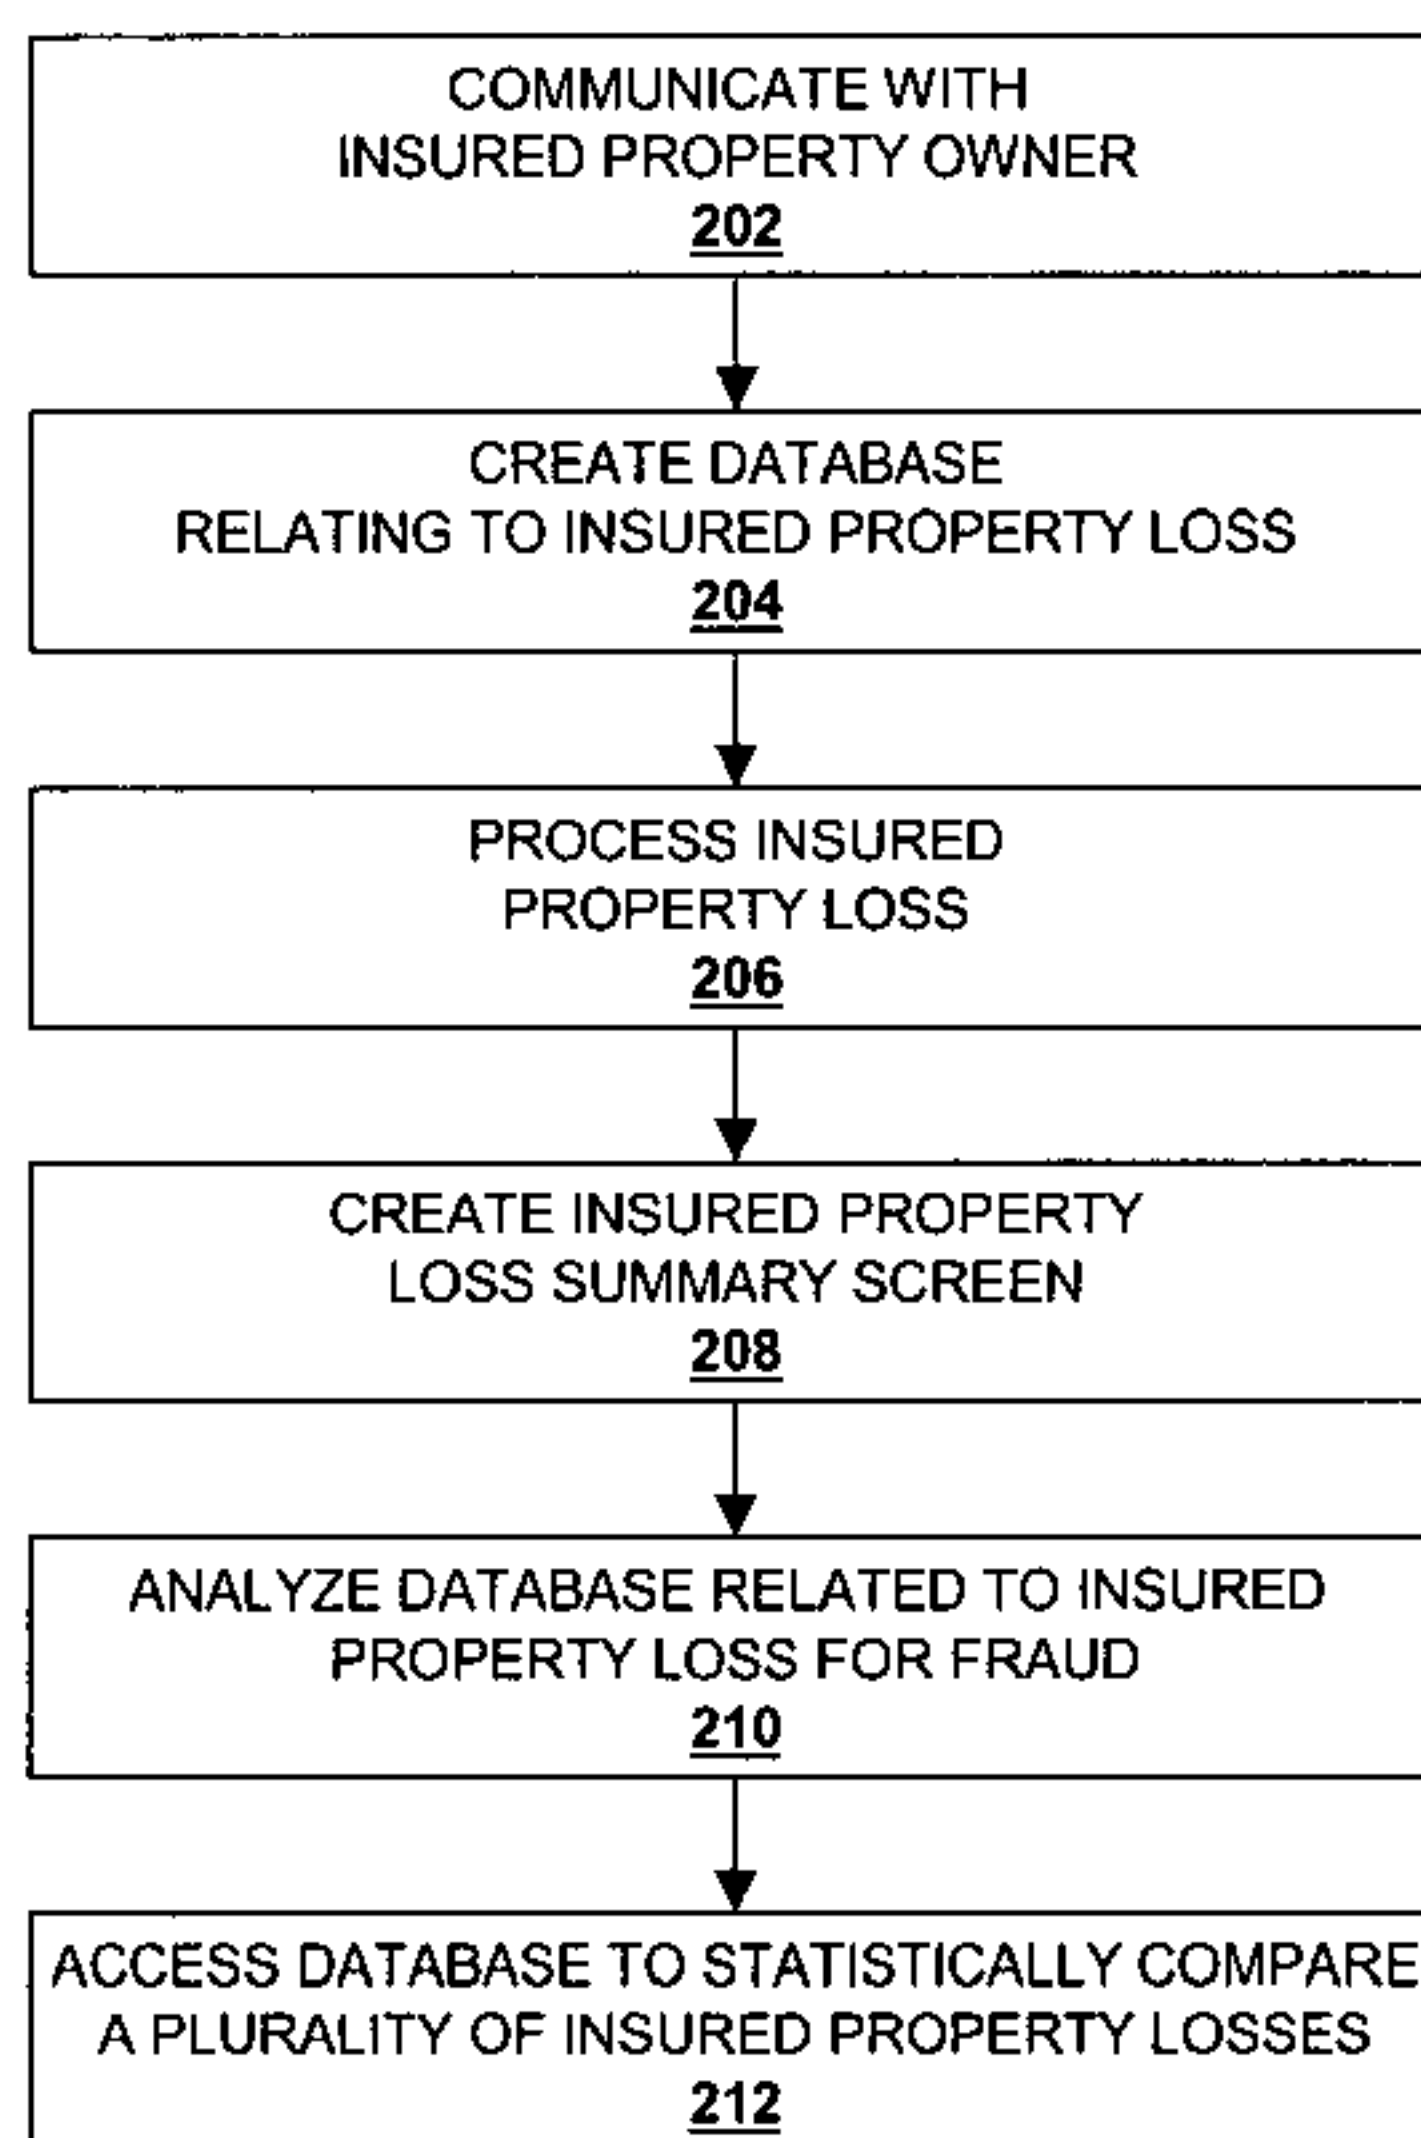 COMMUNICATE WITH
INSURED PROPERTY OWNER
202
CREATE DATABASE
RELATING TO INSURED PROPERTY LOSS
204
PROCESS INSURED
PROPERTY LOSS
206
CREATE INSURED PROPERTY
LOSS SUMMARY SCREEN
208
ANALYZE DATABASE RELATED TO INSURED
PROPERTY LOSS FOR FRAUD
210
ACCESS DATABASE TO STATISTICALLY COMPARE
A PLURALITY OF INSURED PROPERTY LOSSES
212